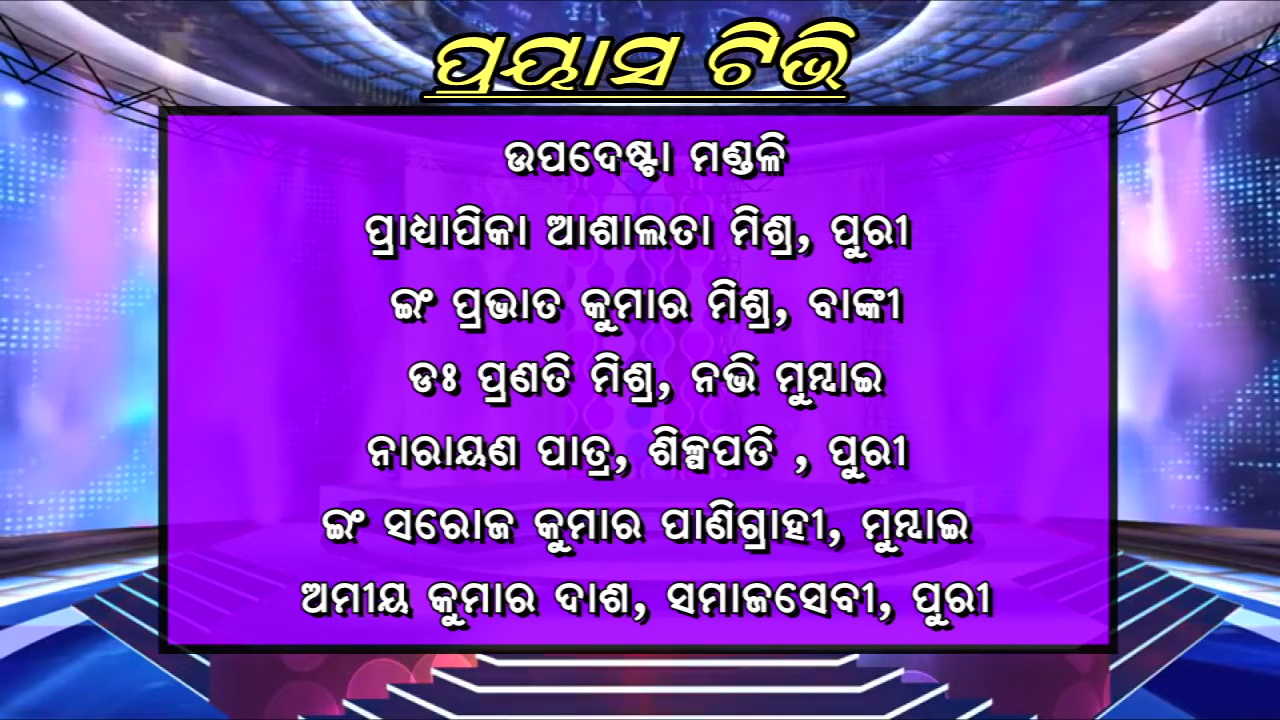 ପ୍ରୟାସ ଟିଭି
ଉପଦେଷ୍ଟା ମଣ୍ଡଳି
ପ୍ରାଧ୍ୟାପିକା ଆଶାଲତା ମିଶ୍ର, ପୁରୀ
ଇଂ ପ୍ରଭାତ କୁମାର ମିଶ୍ର, ବାଙ୍କୀ
ଡଃ ପ୍ରଣତି ମିଶ୍ର, ନଭି ମୁମ୍ବାଇ
ନାରାୟଣ ପାତ୍ର, ଶିଳ୍ପପତି , ପୁରୀ
ଇଂ ସରୋଜ କୁମାର ପାଣିଗ୍ରାହୀ, ମୁମ୍ବାଇ
ଅମୀୟ କୁମାର ଦାଶ, ସମାଜସେବୀ, ପୁରୀ